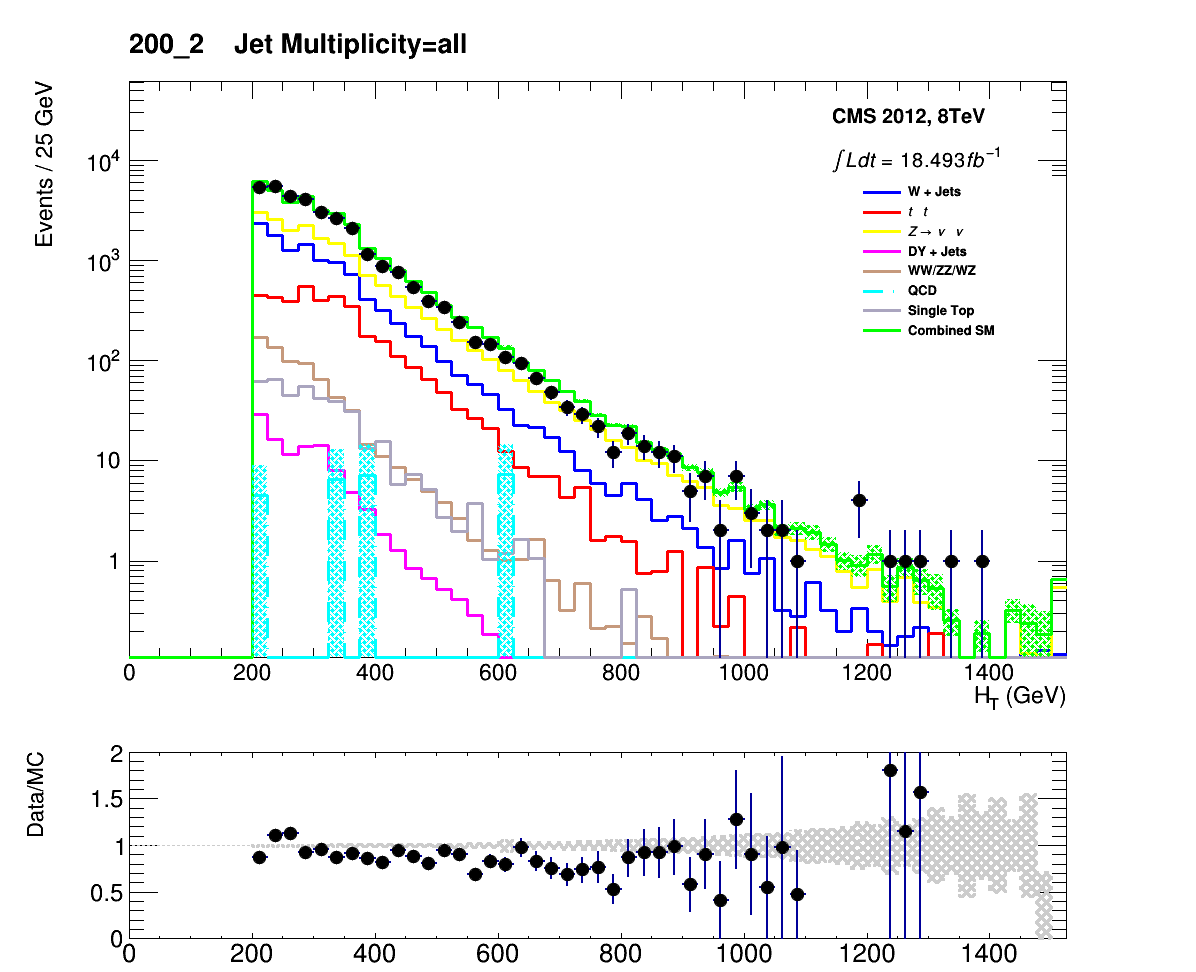 200_2 Jet Multiplicity=all
Events / 25 GeV
10⁴
10³
10²
10
1
CMS 2012, 8TeV
∫Ldt = 18.493fb⁻¹
W + Jets
t t
Z→ ν ν
DY + Jets
WW/ZZ/WZ
QCD
Single Top
Combined SM
0 200 400 600 800 1000 1200 1400
H_T (GeV)
Data/MC
2
1.5
1
0.5
0
0 200 400 600 800 1000 1200 1400